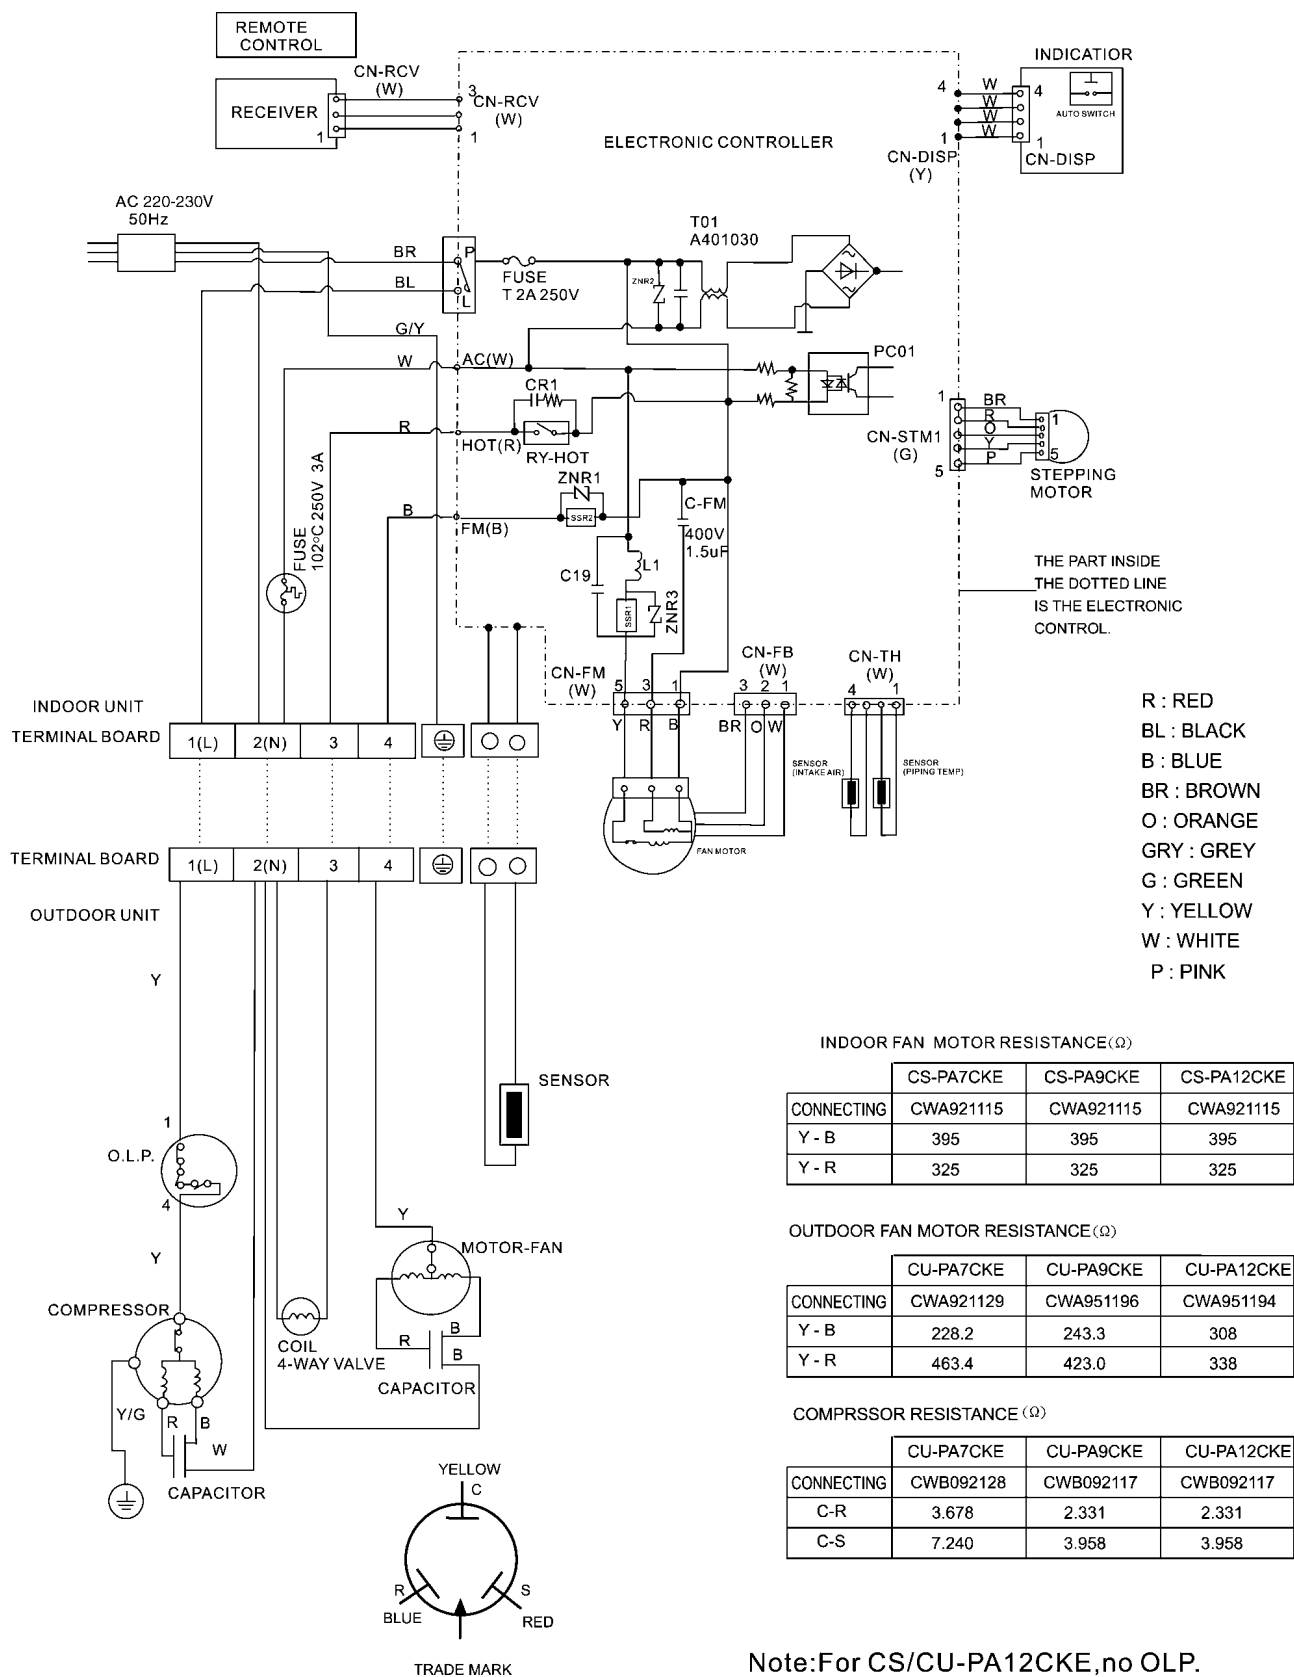 REMOTE
CONTROL
INDICATIOR
CN-RCV
(W)
RECEIVER
1
3
CN-RCV
(W)
1
ELECTRONIC CONTROLLER
4
W
W
W
W
1
4
1
AUTO SWITCH
CN-DISP
CN-DISP
(Y)
AC 220-230V
50Hz
BR
BL
P
L
FUSE
T 2A 250V
T01
A401030
ZNR2
G/Y
W
AC(W)
PC01
CR1
R
HOT(R)
RY-HOT
1
BR
R
O
Y
P
5
CN-STM1
(G)
1
5
STEPPING
MOTOR
ZNR1
SSR2
B
FM(B)
C-FM
400V
1.5uF
FUSE
102°C 250V 3A
C19
L1
SSR1
ZNR3
THE PART INSIDE
THE DOTTED LINE
IS THE ELECTRONIC
CONTROL.
CN-FM
(W)
5
3
1
Y
R
B
CN-FB
(W)
3
2
1
BR
O
W
CN-TH
(W)
4
1
SENSOR
(INTAKE AIR)
SENSOR
(PIPING TEMP)
FAN MOTOR
INDOOR UNIT
TERMINAL BOARD
1(L)
2(N)
3
4
TERMINAL BOARD
1(L)
2(N)
3
4
OUTDOOR UNIT
R : RED
BL : BLACK
B : BLUE
BR : BROWN
O : ORANGE
GRY : GREY
G : GREEN
Y : YELLOW
W : WHITE
P : PINK
Y
SENSOR
1
O.L.P.
4
Y
Y
MOTOR-FAN
COMPRESSOR
COIL
4-WAY VALVE
R
B
B
CAPACITOR
Y/G
R
B
W
CAPACITOR
YELLOW
C
R
BLUE
S
RED
TRADE MARK
INDOOR FAN MOTOR RESISTANCE(Ω)
CS-PA7CKE CS-PA9CKE CS-PA12CKE
CONNECTING CWA921115 CWA921115 CWA921115
Y - B 395 395 395
Y - R 325 325 325
OUTDOOR FAN MOTOR RESISTANCE(Ω)
CU-PA7CKE CU-PA9CKE CU-PA12CKE
CONNECTING CWA921129 CWA951196 CWA951194
Y - B 228.2 243.3 308
Y - R 463.4 423.0 338
COMPRSSOR RESISTANCE (Ω)
CU-PA7CKE CU-PA9CKE CU-PA12CKE
CONNECTING CWB092128 CWB092117 CWB092117
C-R 3.678 2.331 2.331
C-S 7.240 3.958 3.958
Note:For CS/CU-PA12CKE,no OLP.